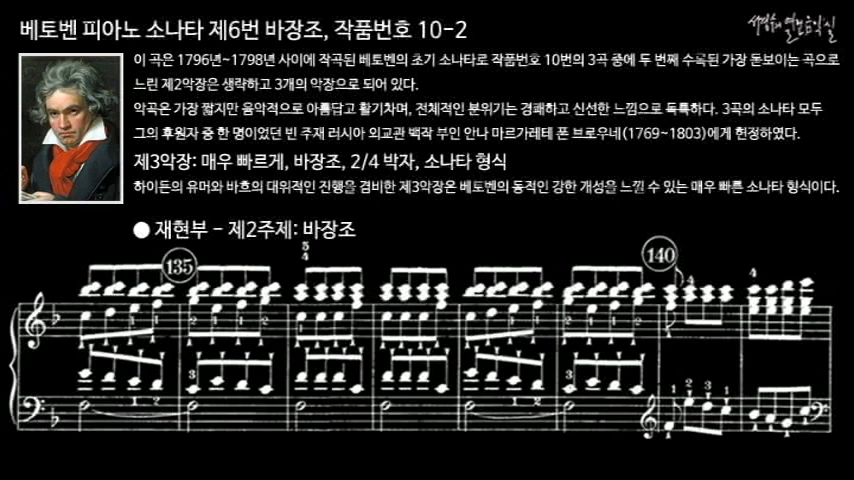 베토벤 피아노 소나타 제6번 바장조, 작품번호 10-2
이 곡은 1796년~1798년 사이에 작곡된 베토벤의 초기 소나타로 작품번호 10번의 3곡 중에 두 번째 수록된 가장 돋보이는 곡으로
느린 제2악장은 생략하고 3개의 악장으로 되어 있다.
악곡은 가장 짧지만 음악적으로 아름답고 활기차며, 전체적인 분위기는 경쾌하고 신선한 느낌으로 독특하다. 3곡의 소나타 모두
그의 후원자 중 한 명이었던 빈 주재 러시아 외교관 백작 부인 안나 마르가레테 폰 브로우네(1769~1803)에게 헌정하였다.
제3악장: 매우 빠르게, 바장조, 2/4 박자, 소나타 형식
하이든의 유머와 바흐의 대위적인 진행을 겸비한 제3악장은 베토벤의 동적인 강한 개성을 느낄 수 있는 매우 빠른 소나타 형식이다.
● 재현부 - 제2주제: 바장조
135
140